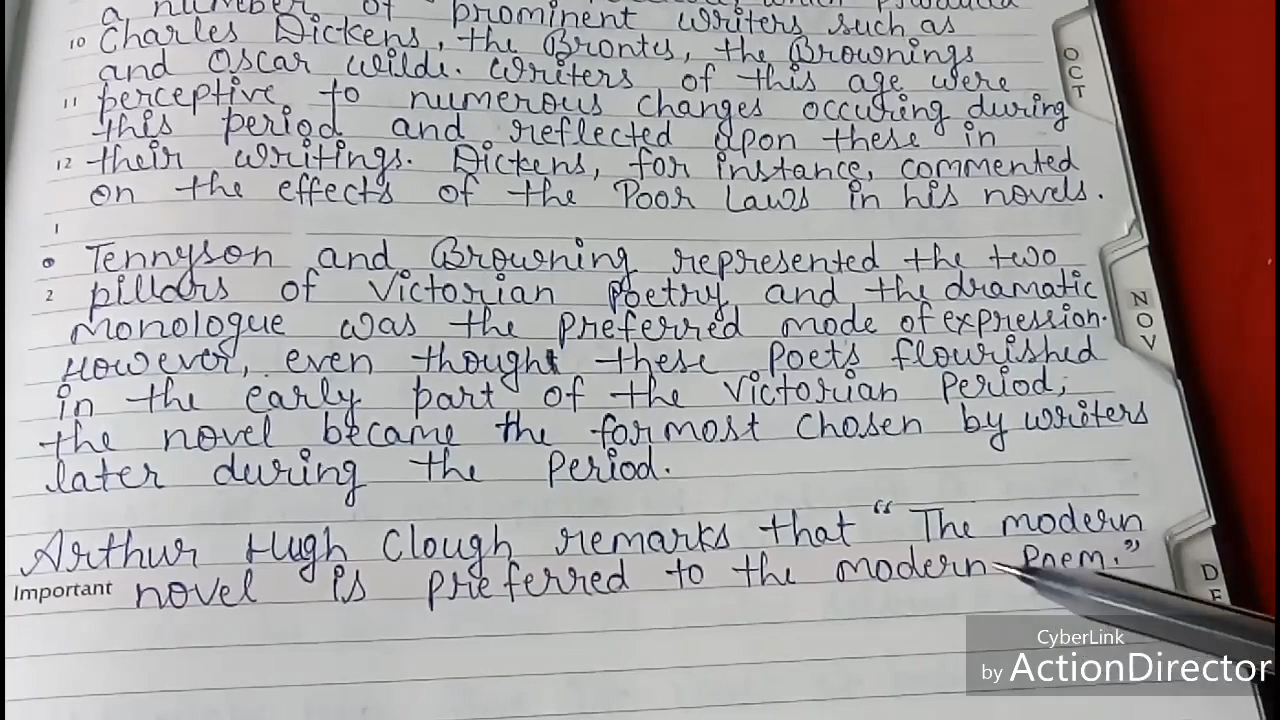 a number of prominent writers such as
10 Charles Dickens, the Bronts, the Brownings
and Oscar Wilde. Writers of this age were
11 perceptive to numerous changes occuring during
this period and reflected upon these in
12 their writings. Dickens, for instance, commented
on the effects of the Poor Laws in his novels.
1
Tennyson and Browning represented the two
2 pillars of Victorian Poetry and the dramatic
Monologue was the preferred mode of expression.
However, even thought these Poets flourished
in the early part of the Victorian Period;
the novel became the formost chosen by writers
later during the Period.
Arthur Hugh Clough remarks that "The modern
Important novel is preferred to the modern Poem."
OCT
NOV
DE
CyberLink
by ActionDirector